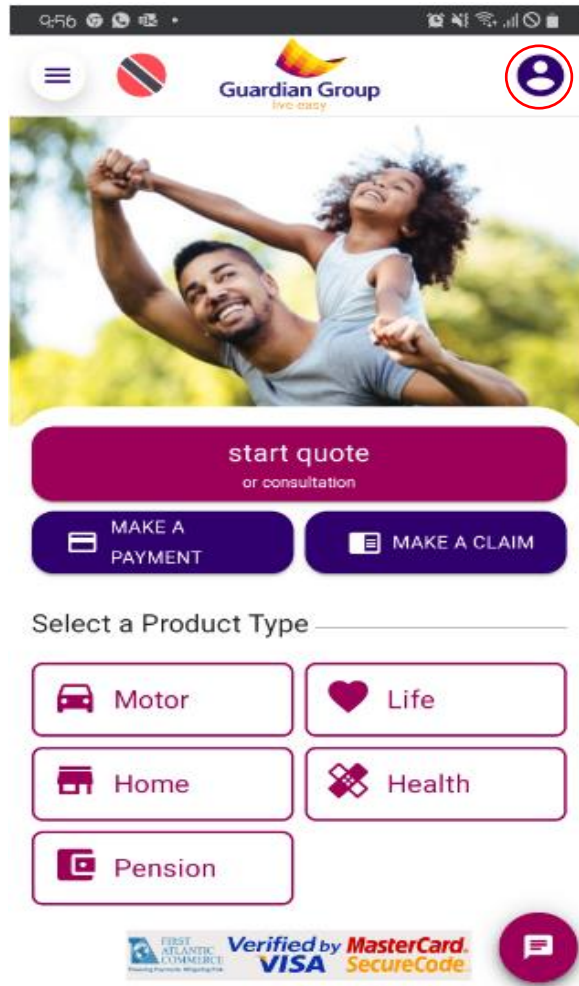 9:56
Guardian Group
live easy
start quote
or consultation
MAKE A
PAYMENT
MAKE A CLAIM
Select a Product Type
Motor
Life
Home
Health
Pension
FIRST
ATLANTIC
COMMERCE
Verified by
VISA
MasterCard.
SecureCode.